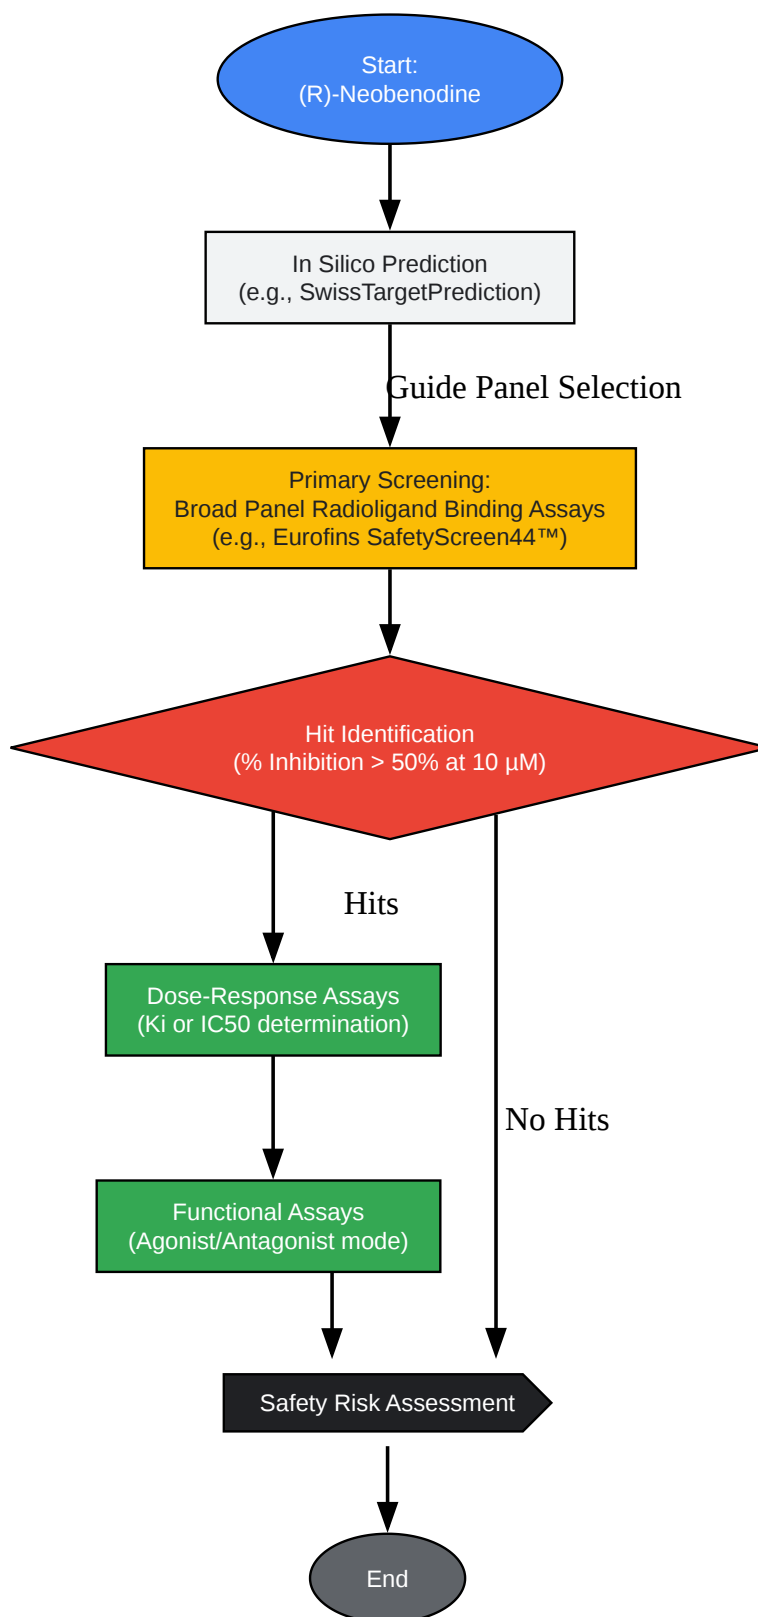 Start:
(R)-Neobenodine
In Silico Prediction
(e.g., SwissTargetPrediction)
Guide Panel Selection
Primary Screening:
Broad Panel Radioligand Binding Assays
(e.g., Eurofins SafetyScreen44™)
Hit Identification
(% Inhibition > 50% at 10 µM)
Hits
Dose-Response Assays
(Ki or IC50 determination)
No Hits
Functional Assays
(Agonist/Antagonist mode)
Safety Risk Assessment
End